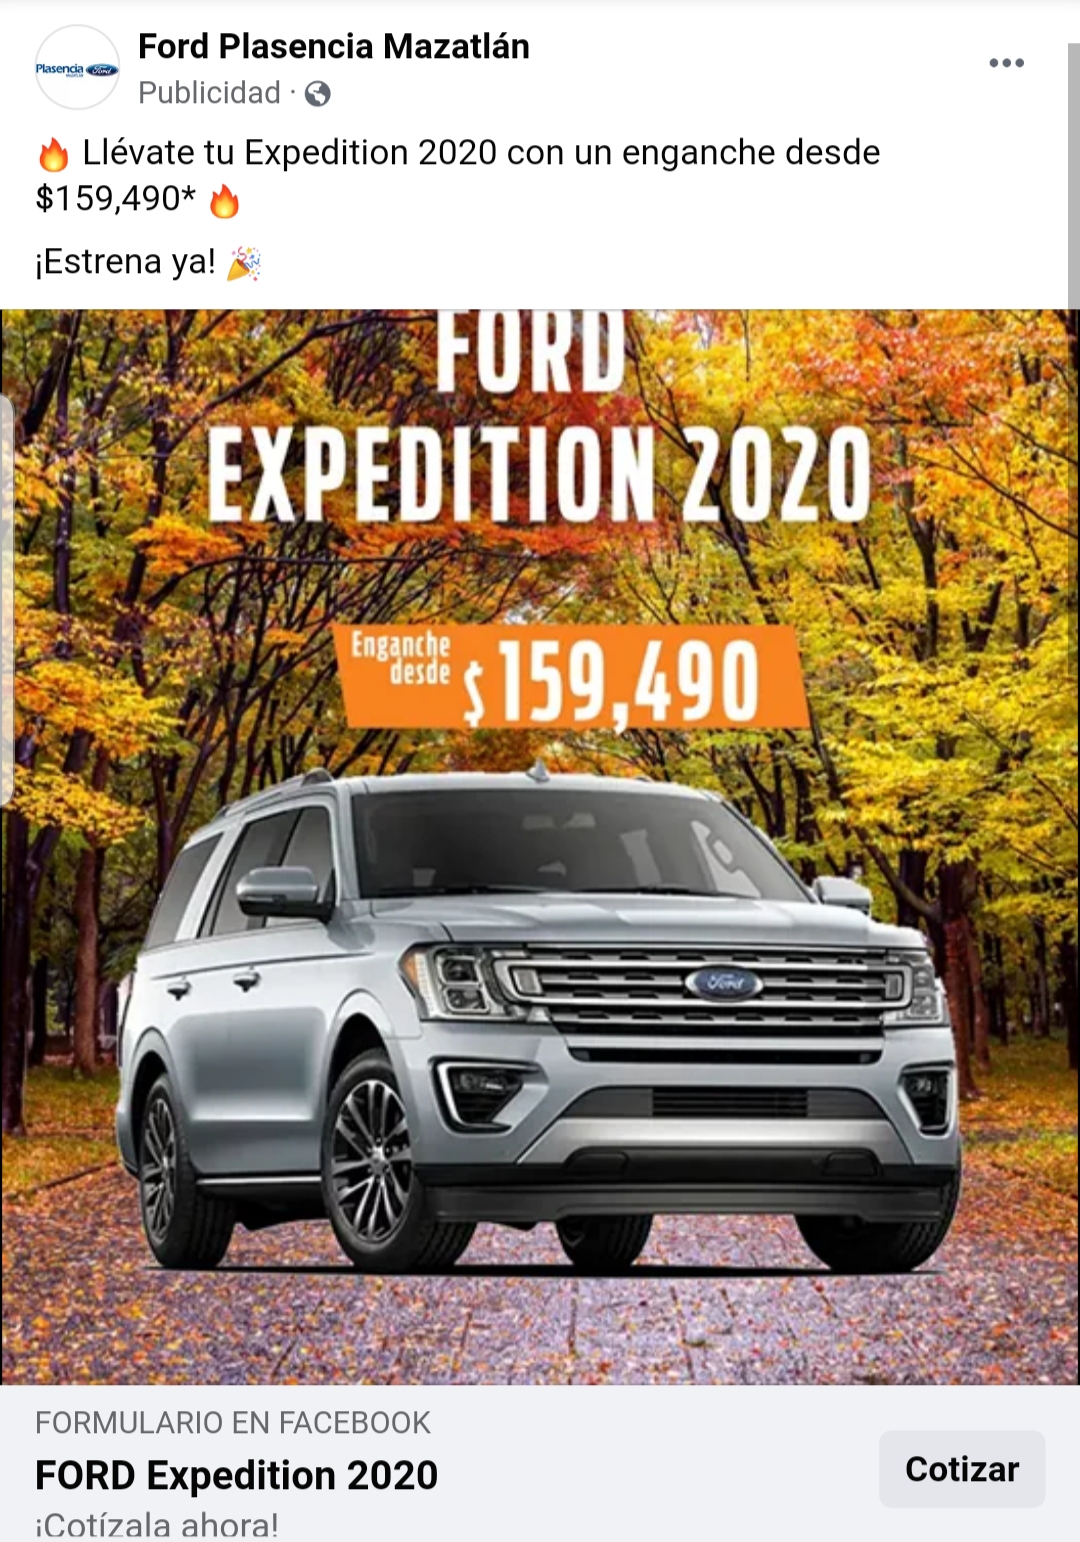 Plasencia Ford
MAZATLÁN
Ford Plasencia Mazatlán
Publicidad ·
🔥 Llévate tu Expedition 2020 con un enganche desde
$159,490* 🔥
¡Estrena ya! 🎉
FORD
EXPEDITION 2020
Enganche
desde $159,490
Ford
FORMULARIO EN FACEBOOK
FORD Expedition 2020
Cotizar
¡Cotízala ahora!